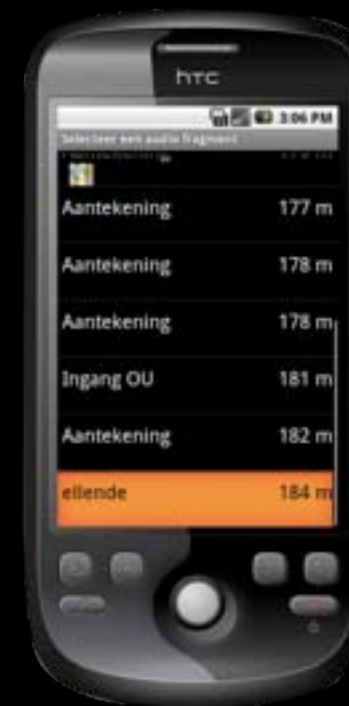 hTC
3:06 PM
Selecteer een audio fragment
Aantekening 177 m
Aantekening 178 m
Aantekening 178 m
Ingang OU 181 m
Aantekening 182 m
ellende 184 m